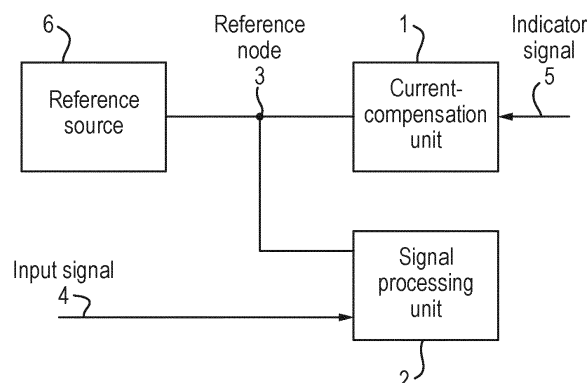 6
Reference
source
Reference
node
3
1
Current-
compensation
unit
Indicator
signal
5
Input signal
4
Signal
processing
unit
2